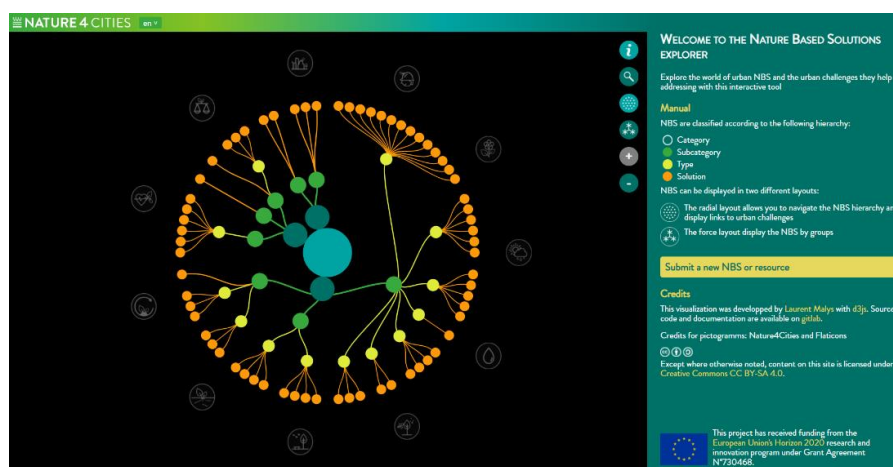 NATURE 4 CITIES en
WELCOME TO THE NATURE BASED SOLUTIONS
EXPLORER
Explore the world of urban NBS and the urban challenges they help
addressing with this interactive tool
Manual
NBS are classified according to the following hierarchy:
Category
Subcategory
Type
Solution
NBS can be displayed in two different layouts:
The radial layout allows you to navigate the NBS hierarchy an
display links to urban challenges
The force layout display the NBS by groups
Submit a new NBS or resource
Credits
This visualization was developped by Laurent Malys with d3js. Source
code and documentation are available on gitlab.
Credits for pictogramms: Nature4Cities and Flaticons
Except where otherwise noted, content on this site is licensed under
Creative Commons CC BY-SA 4.0.
This project has received funding from the
European Union's Horizon 2020 research and
innovation program under Grant Agreement
N°730468.